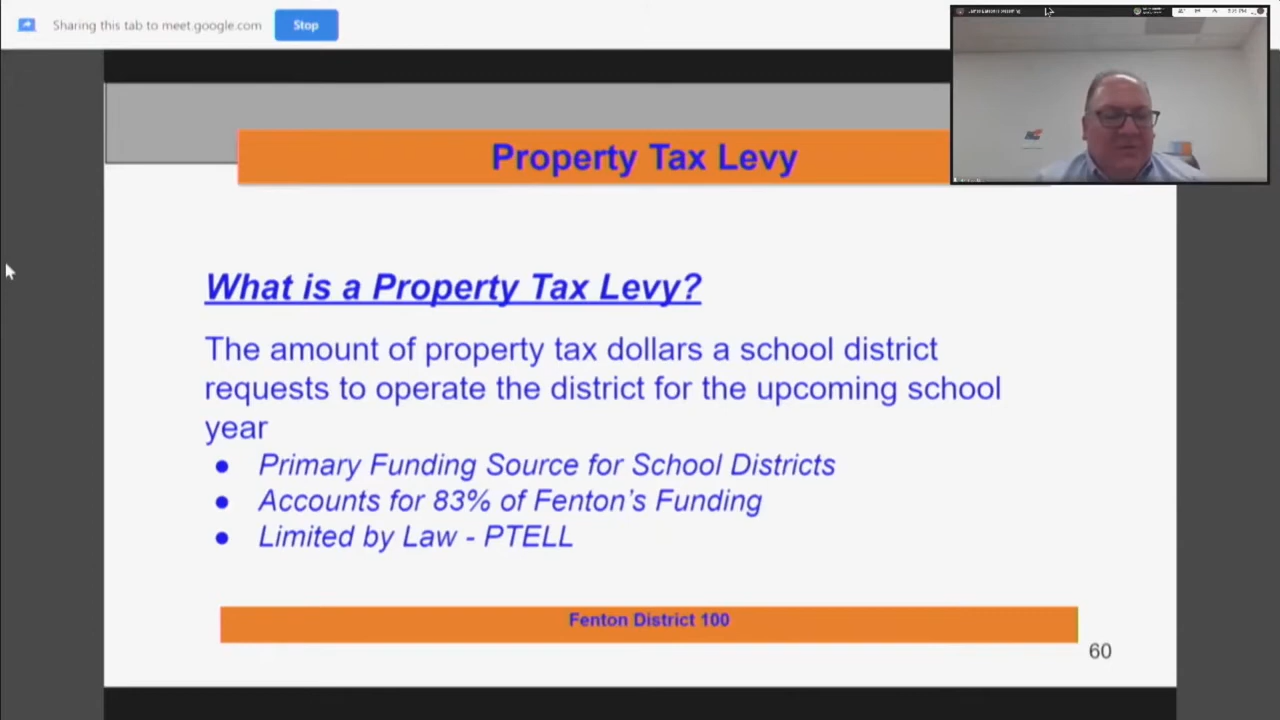 Sharing this tab to meet.google.com
Stop
Property Tax Levy
What is a Property Tax Levy?
The amount of property tax dollars a school district
requests to operate the district for the upcoming school
year
● Primary Funding Source for School Districts
● Accounts for 83% of Fenton's Funding
● Limited by Law - PTELL
Fenton District 100
60